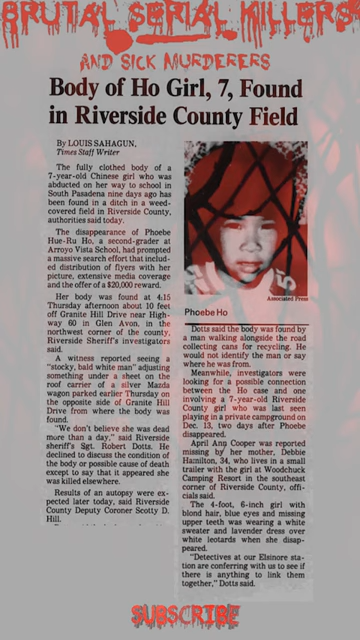 BRUTAL SERIAL KILLERS
AND SICK MURDERERS
Body of Ho Girl, 7, Found
in Riverside County Field
By LOUIS SAHAGUN,
Times Staff Writer
The fully clothed body of a
7-year-old Chinese girl who was
abducted on her way to school in
South Pasadena nine days ago has
been found in a ditch in a weed-
covered field in Riverside County,
authorities said today.
The disappearance of Phoebe
Hue-Ru Ho, a second-grader at
Arroyo Vista School, had prompted
a massive search effort that includ-
ed distribution of flyers with her
picture, extensive media coverage
and the offer of a $20,000 reward.
Her body was found at 4:15
Thursday afternoon about 10 feet
off Granite Hill Drive near High-
way 60 in Glen Avon, in the
northwest corner of the county,
Riverside Sheriff's investigators
said.
A witness reported seeing a
"stocky, bald white man" adjusting
something under a sheet on the
roof carrier of a silver Mazda
wagon parked earlier Thursday on
the opposite side of Granite Hill
Drive from where the body was
found.
"We don't believe she was dead
more than a day," said Riverside
sheriff's Sgt. Robert Dotts. He
declined to discuss the condition of
the body or possible cause of death
except to say that it appeared she
was killed elsewhere.
Results of an autopsy were ex-
pected later today, said Riverside
County Deputy Coroner Scotty D.
Hill.
Associated Press
Phoebe Ho
Dotts said the body was found by
a man walking alongside the road
collecting cans for recycling. He
would not identify the man or say
where he was from.
Meanwhile, investigators were
looking for a possible connection
between the Ho case and one
involving a 7-year-old Riverside
County girl who was last seen
playing in a private campground on
Dec. 13, two days after Phoebe
disappeared.
April Ann Cooper was reported
missing by her mother, Debbie
Hamilton, 34, who lives in a small
trailer with the girl at Woodchuck
Camping Resort in the southeast
corner of Riverside County, offi-
cials said.
The 4-foot, 6-inch girl with
blond hair, blue eyes and missing
upper teeth was wearing a white
sweater and lavender dress over
white leotards when she disap-
peared.
"Detectives at our Elsinore sta-
tion are conferring with us to see if
there is anything to link them
together," Dotts said.
SUBSCRIBE